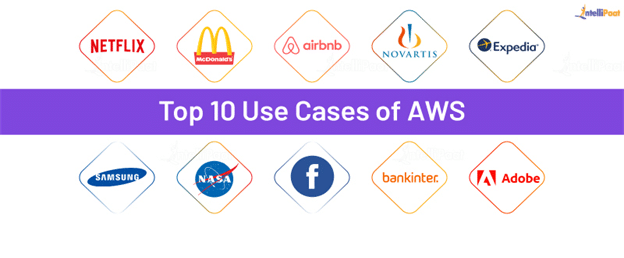 IntelliPaat
NETFLIX
McDonald's
airbnb
NOVARTIS
Expedia
Top 10 Use Cases of AWS
SAMSUNG
NASA
f
bankinter.
Adobe